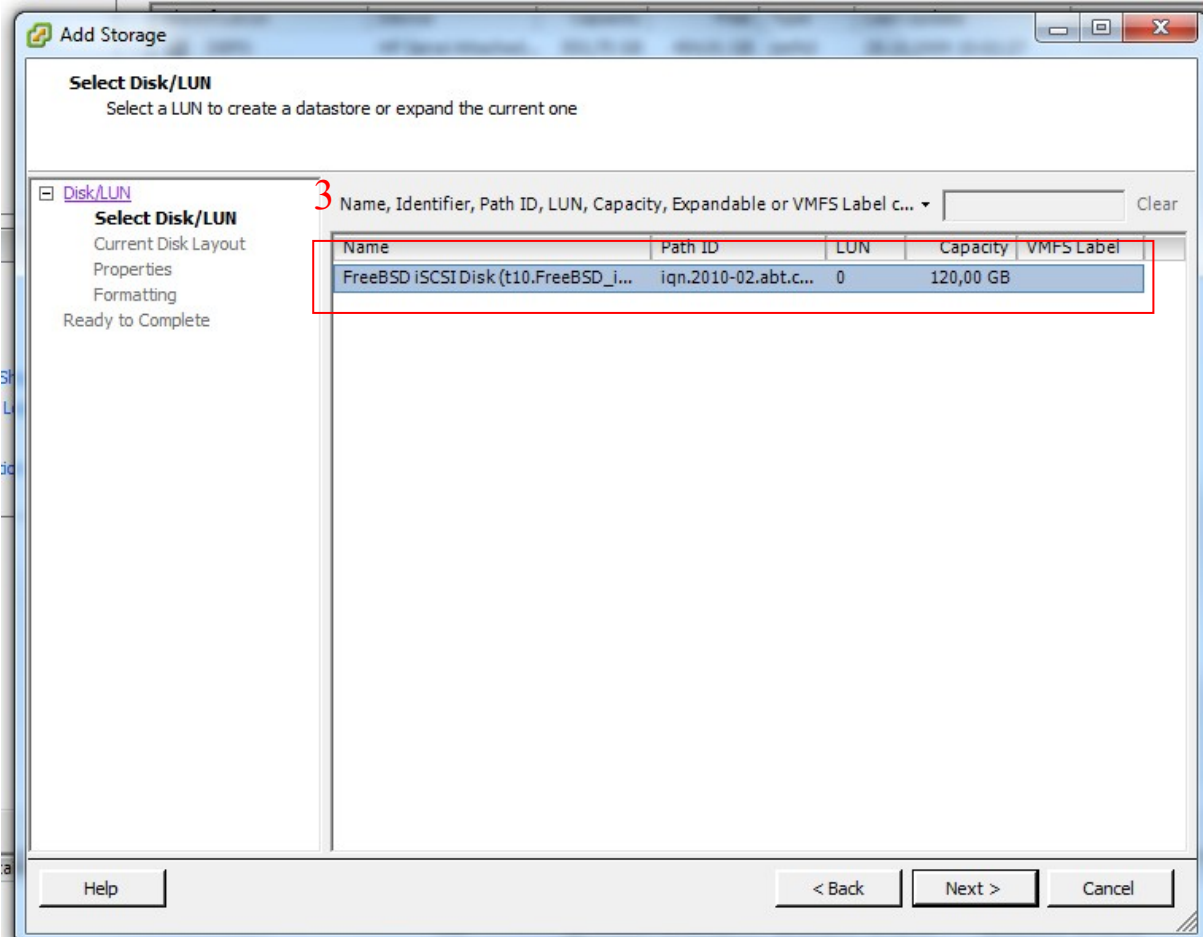 Add Storage
Select Disk/LUN
Select a LUN to create a datastore or expand the current one
Disk/LUN
Select Disk/LUN
Current Disk Layout
Properties
Formatting
Ready to Complete
3
Name, Identifier, Path ID, LUN, Capacity, Expandable or VMFS Label c...
Clear
Name Path ID LUN Capacity VMFS Label
FreeBSD iSCSI Disk (t10.FreeBSD_i... iqn.2010-02.abt.c... 0 120,00 GB
Help < Back Next > Cancel